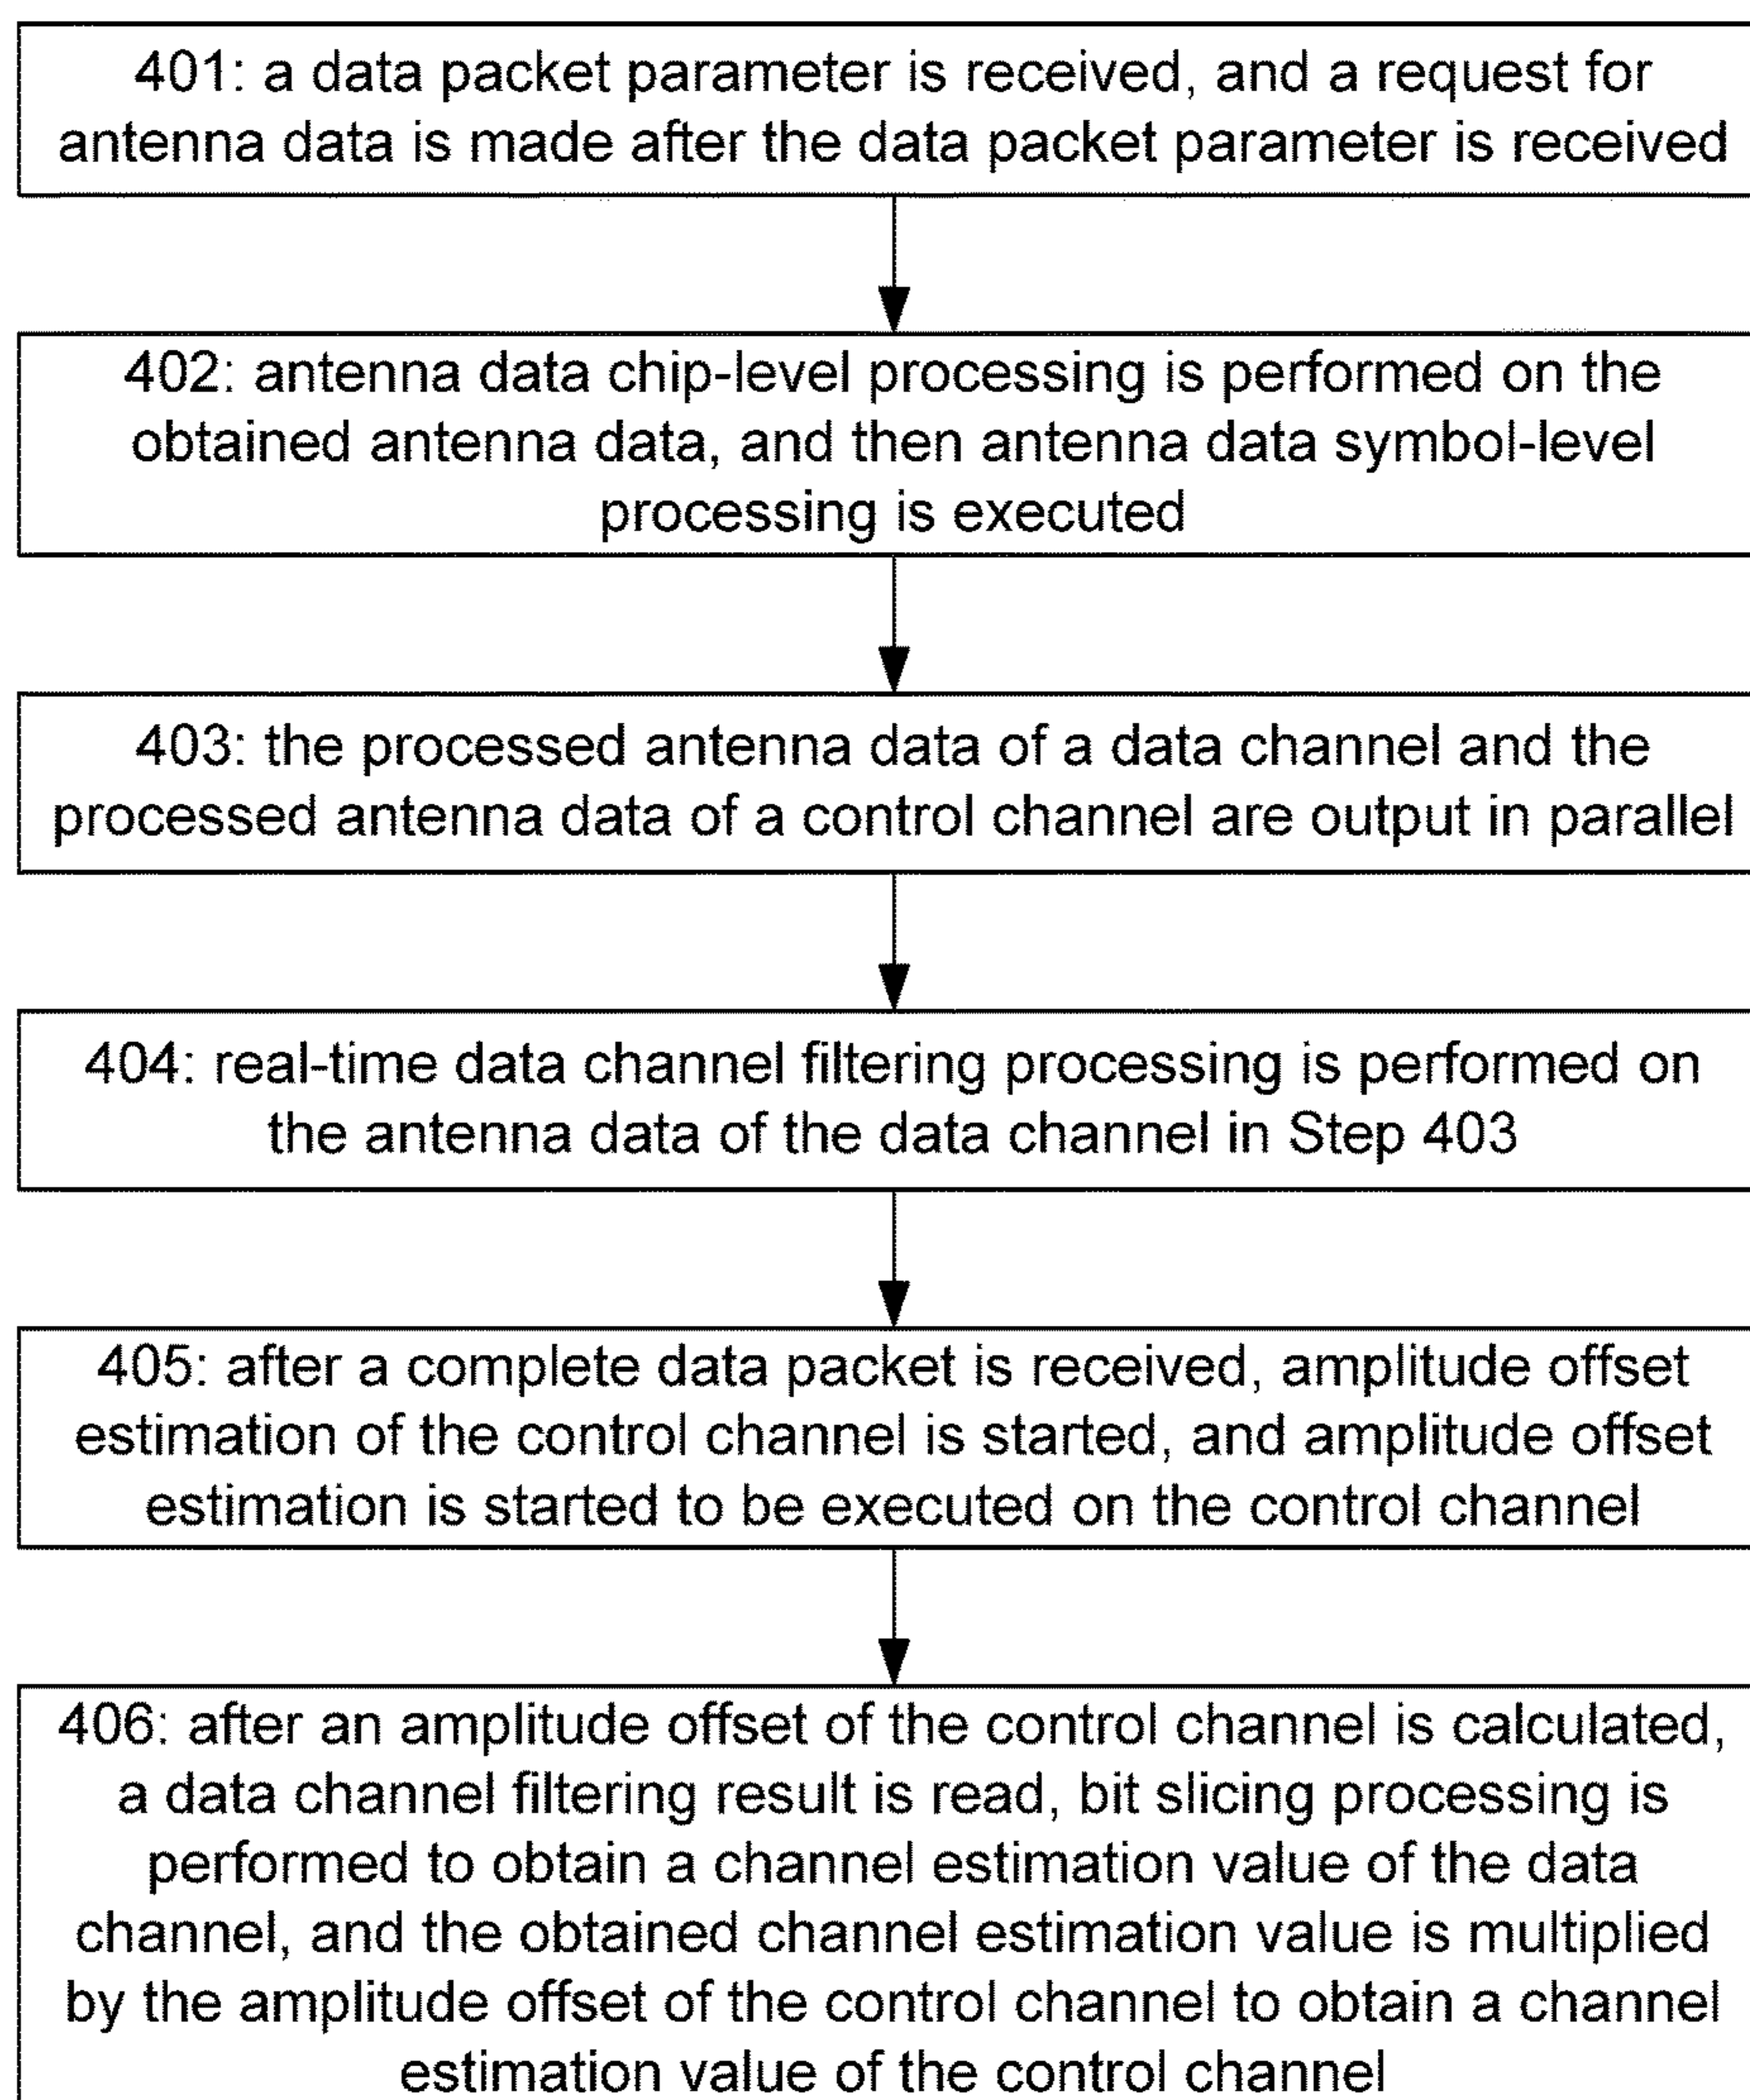 401: a data packet parameter is received, and a request for
antenna data is made after the data packet parameter is received
402: antenna data chip-level processing is performed on the
obtained antenna data, and then antenna data symbol-level
processing is executed
403: the processed antenna data of a data channel and the
processed antenna data of a control channel are output in parallel
404: real-time data channel filtering processing is performed on
the antenna data of the data channel in Step 403
405: after a complete data packet is received, amplitude offset
estimation of the control channel is started, and amplitude offset
estimation is started to be executed on the control channel
406: after an amplitude offset of the control channel is calculated,
a data channel filtering result is read, bit slicing processing is
performed to obtain a channel estimation value of the data
channel, and the obtained channel estimation value is multiplied
by the amplitude offset of the control channel to obtain a channel
estimation value of the control channel